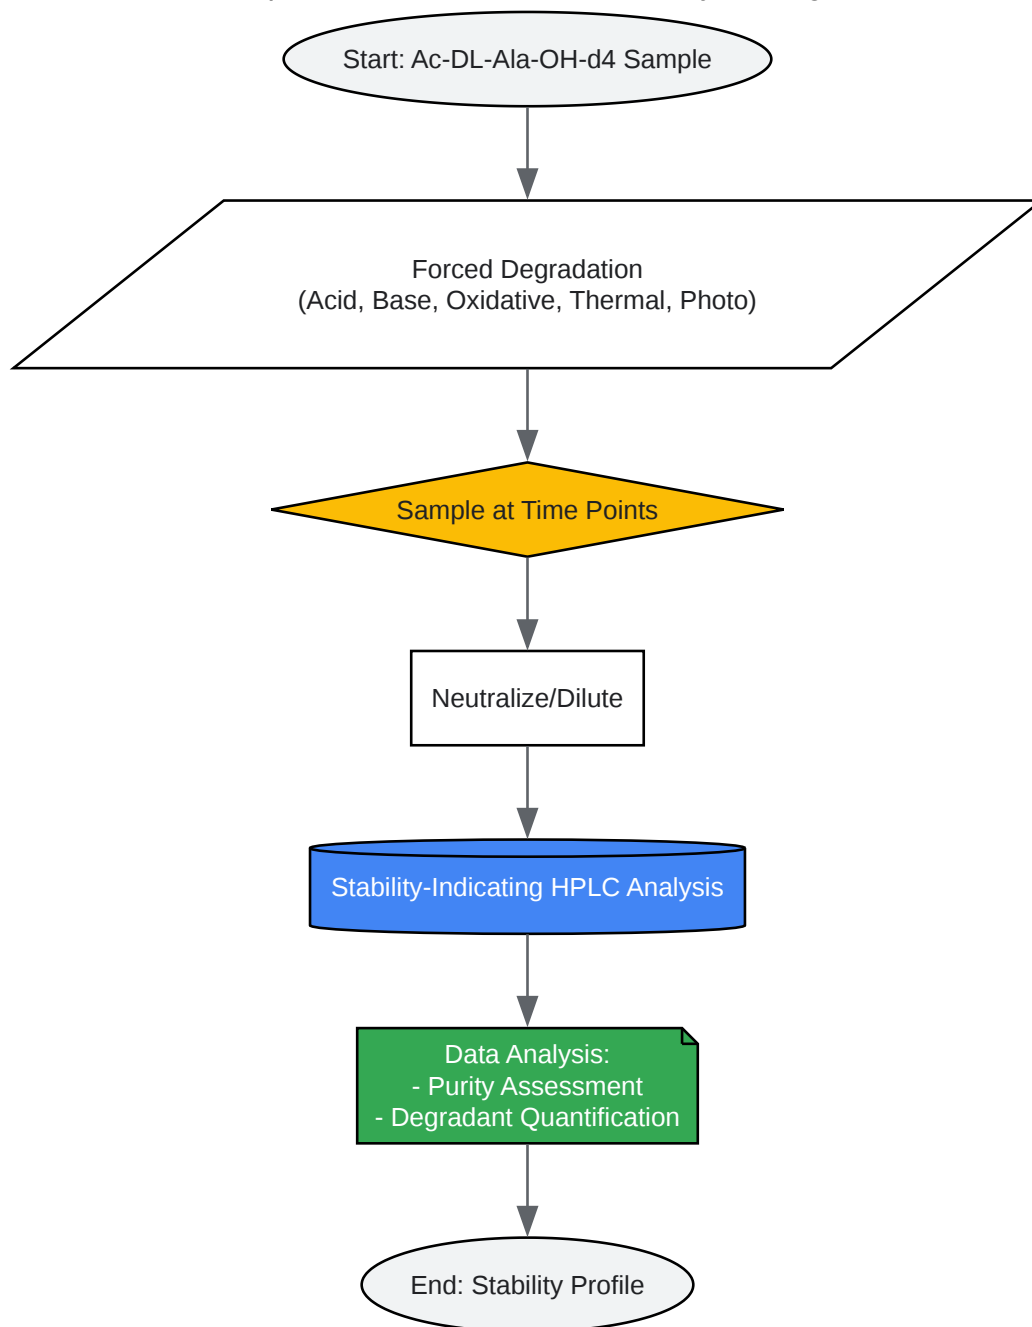 Start: Ac-DL-Ala-OH-d4 Sample
Forced Degradation
(Acid, Base, Oxidative, Thermal, Photo)
Sample at Time Points
Neutralize/Dilute
Stability-Indicating HPLC Analysis
Data Analysis:
- Purity Assessment
- Degradant Quantification
End: Stability Profile